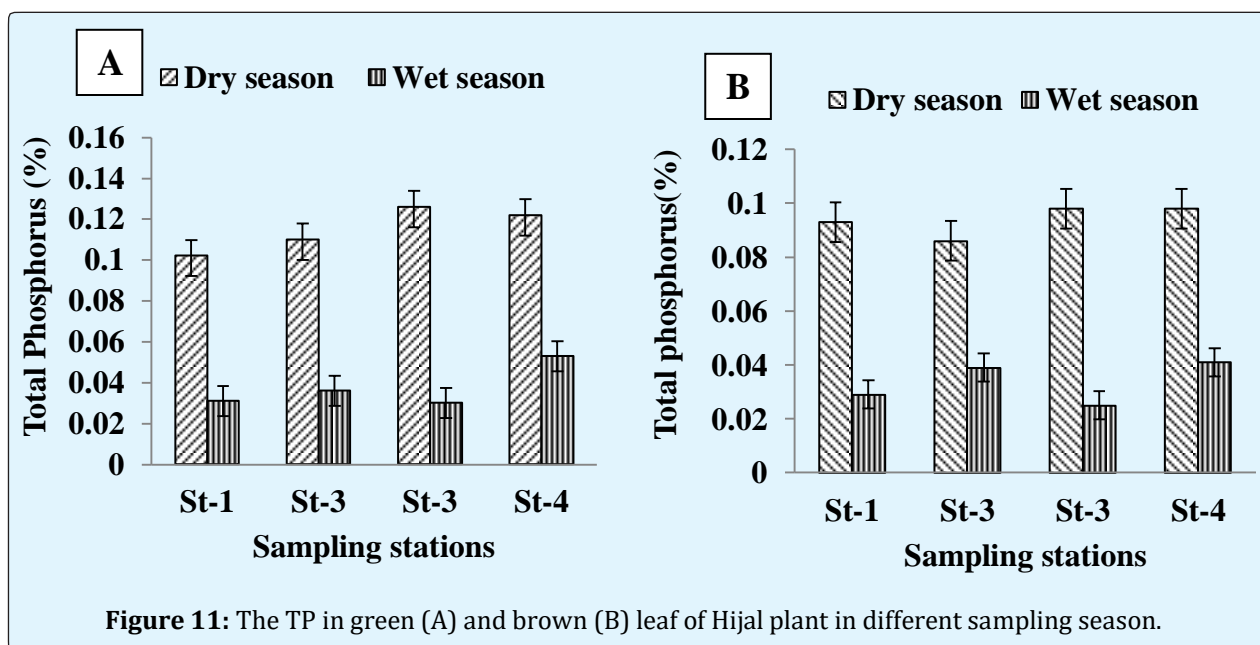 A
Dry season Wet season
Total Phosphorus (%)
0.16
0.14
0.12
0.1
0.08
0.06
0.04
0.02
0
St-1 St-3 St-3 St-4
Sampling stations
B
Dry season Wet season
Total phosphorus(%)
0.12
0.1
0.08
0.06
0.04
0.02
0
St-1 St-3 St-3 St-4
Sampling stations
Figure 11: The TP in green (A) and brown (B) leaf of Hijal plant in different sampling season.